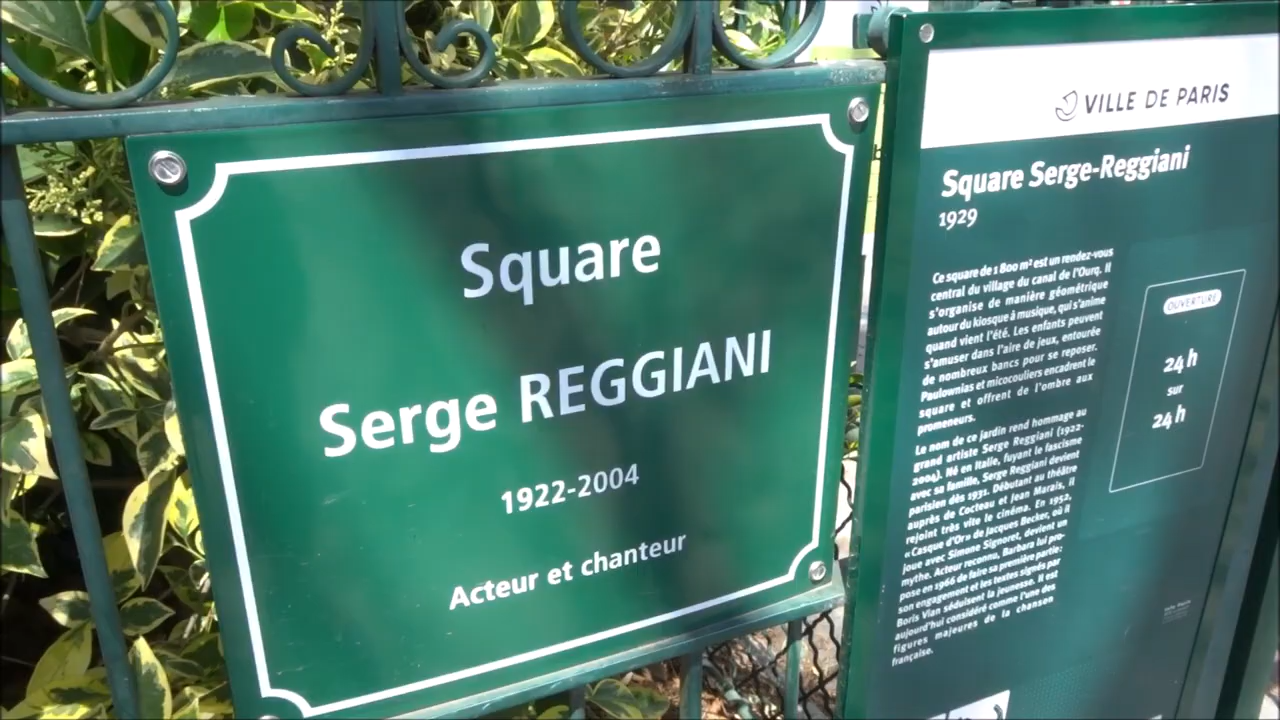 Square
Serge REGGIANI
1922-2004
Acteur et chanteur
VILLE DE PARIS
Square Serge-Reggiani
1929
Ce square de 1 800 m² est un rendez-vous
central du village du canal de l'Ourq. Il
s'organise de manière géométrique
autour du kiosque à musique, qui s'anime
quand vient l'été. Les enfants peuvent
s'amuser dans l'aire de jeux, entourée
de nombreux bancs pour se reposer.
Paulownias et micocouliers encadrent le
square et offrent de l'ombre aux
promeneurs.
Le nom de ce jardin rend hommage au
grand artiste Serge Reggiani (1922-
2004). Né en Italie, fuyant le fascisme
avec sa famille, Serge Reggiani devient
parisien dès 1931. Débutant au théâtre
auprès de Cocteau et Jean Marais, il
rejoint très vite le cinéma. En 1952,
« Casque d'Or » de Jacques Becker, où il
joue avec Simone Signoret, devient un
mythe. Acteur reconnu, Barbara lui pro-
pose en 1966 de faire sa première partie :
son engagement et les textes signés par
Boris Vian séduisent la jeunesse. Il est
aujourd'hui considéré comme l'une des
figures majeures de la chanson
française.
OUVERTURE
24 h
sur
24 h